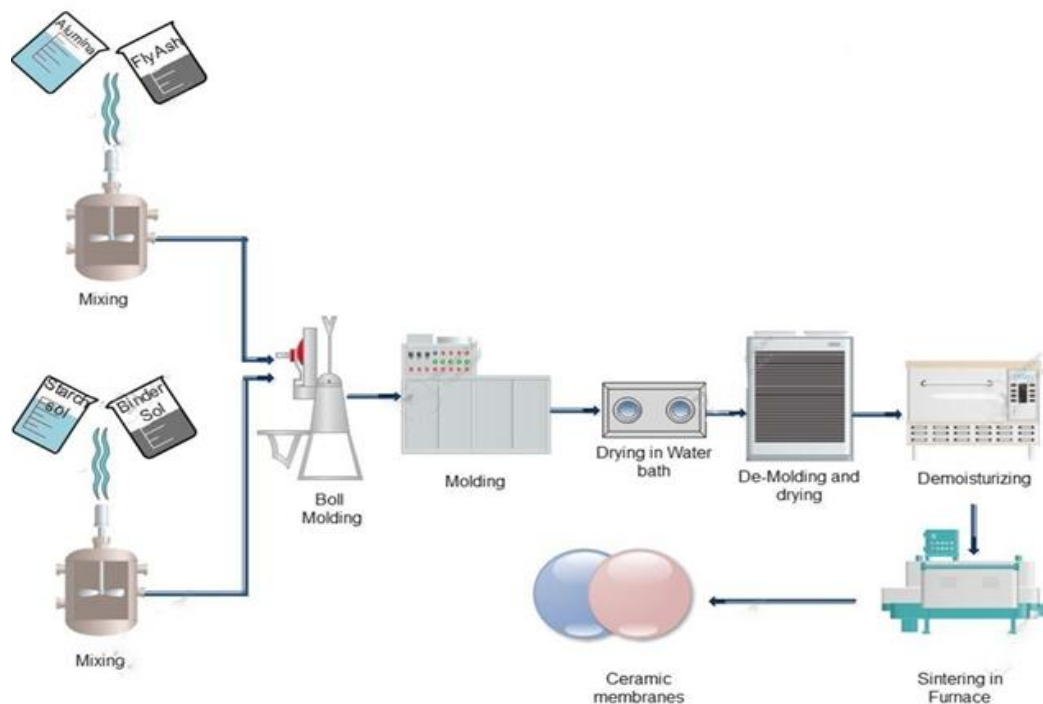 Alumina
FlyAsh
Mixing
Starch
sol
Binder
Sol
Mixing
Boll
Molding
Molding
Drying in Water
bath
De-Molding and
drying
Demoisturizing
Sintering in
Furnace
Ceramic
membranes